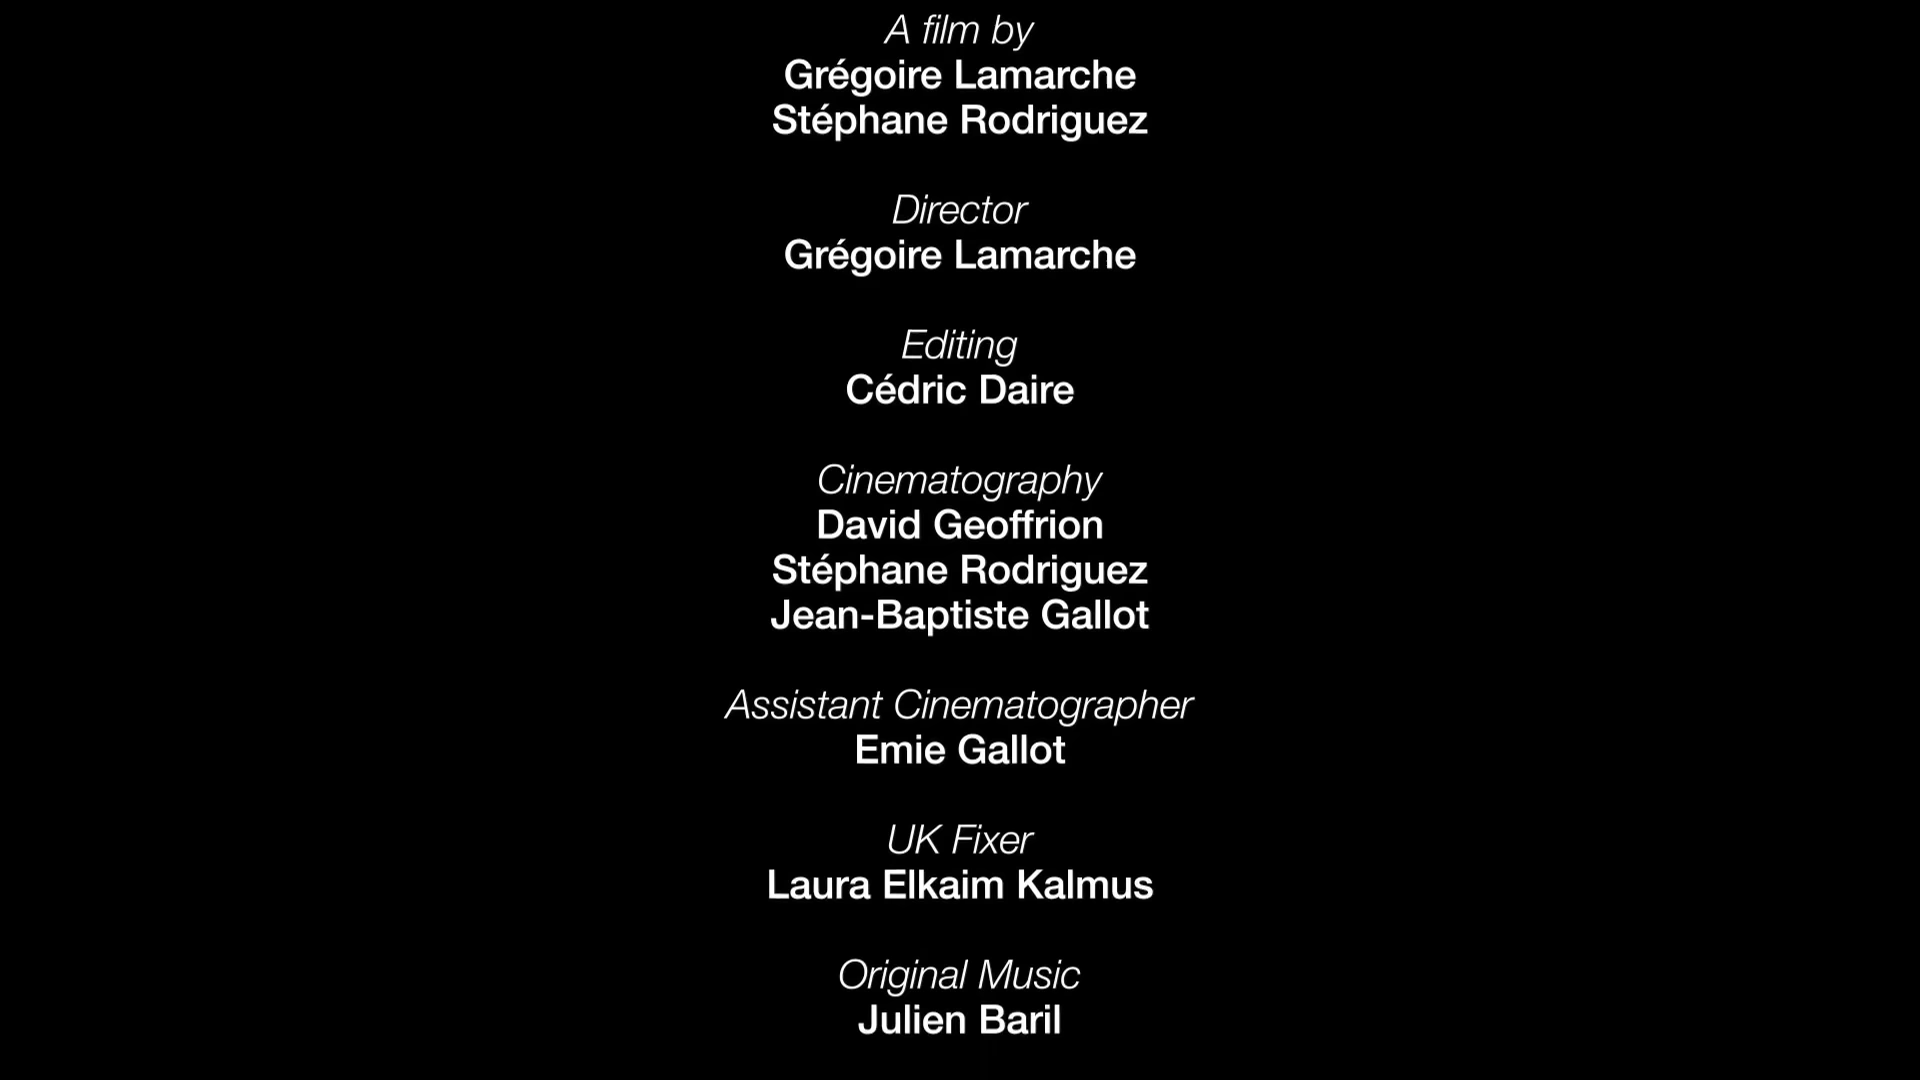 A film by
Grégoire Lamarche
Stéphane Rodriguez
Director
Grégoire Lamarche
Editing
Cédric Daire
Cinematography
David Geoffrion
Stéphane Rodriguez
Jean-Baptiste Gallot
Assistant Cinematographer
Emie Gallot
UK Fixer
Laura Elkaim Kalmus
Original Music
Julien Baril